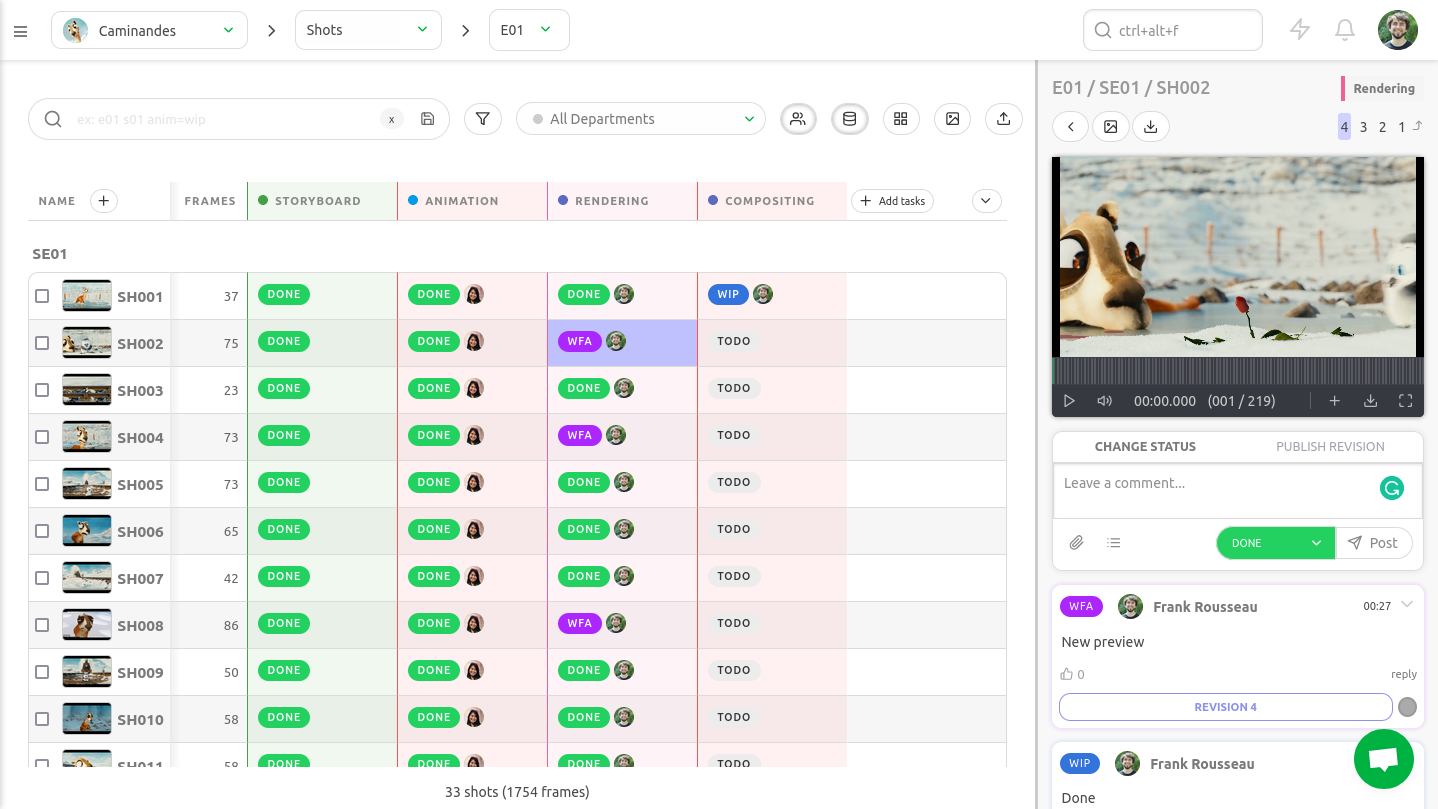 Caminandes
Shots
E01
ctrl+alt+f
ex: e01 s01 anim=wip
x
All Departments
NAME FRAMES STORYBOARD ANIMATION RENDERING COMPOSITING Add tasks
SE01
SH001 37 DONE DONE DONE WIP
SH002 75 DONE DONE WFA TODO
SH003 23 DONE DONE DONE TODO
SH004 73 DONE DONE WFA TODO
SH005 73 DONE DONE DONE TODO
SH006 65 DONE DONE DONE TODO
SH007 42 DONE DONE DONE TODO
SH008 86 DONE DONE WFA TODO
SH009 50 DONE DONE DONE TODO
SH010 58 DONE DONE DONE TODO
SH011 58 DONE DONE DONE TODO
33 shots (1754 frames)
E01 / SE01 / SH002
Rendering
4 3 2 1
00:00.000 (001 / 219)
CHANGE STATUS PUBLISH REVISION
Leave a comment...
DONE Post
WFA Frank Rousseau 00:27
New preview
0 reply
REVISION 4
WIP Frank Rousseau
Done